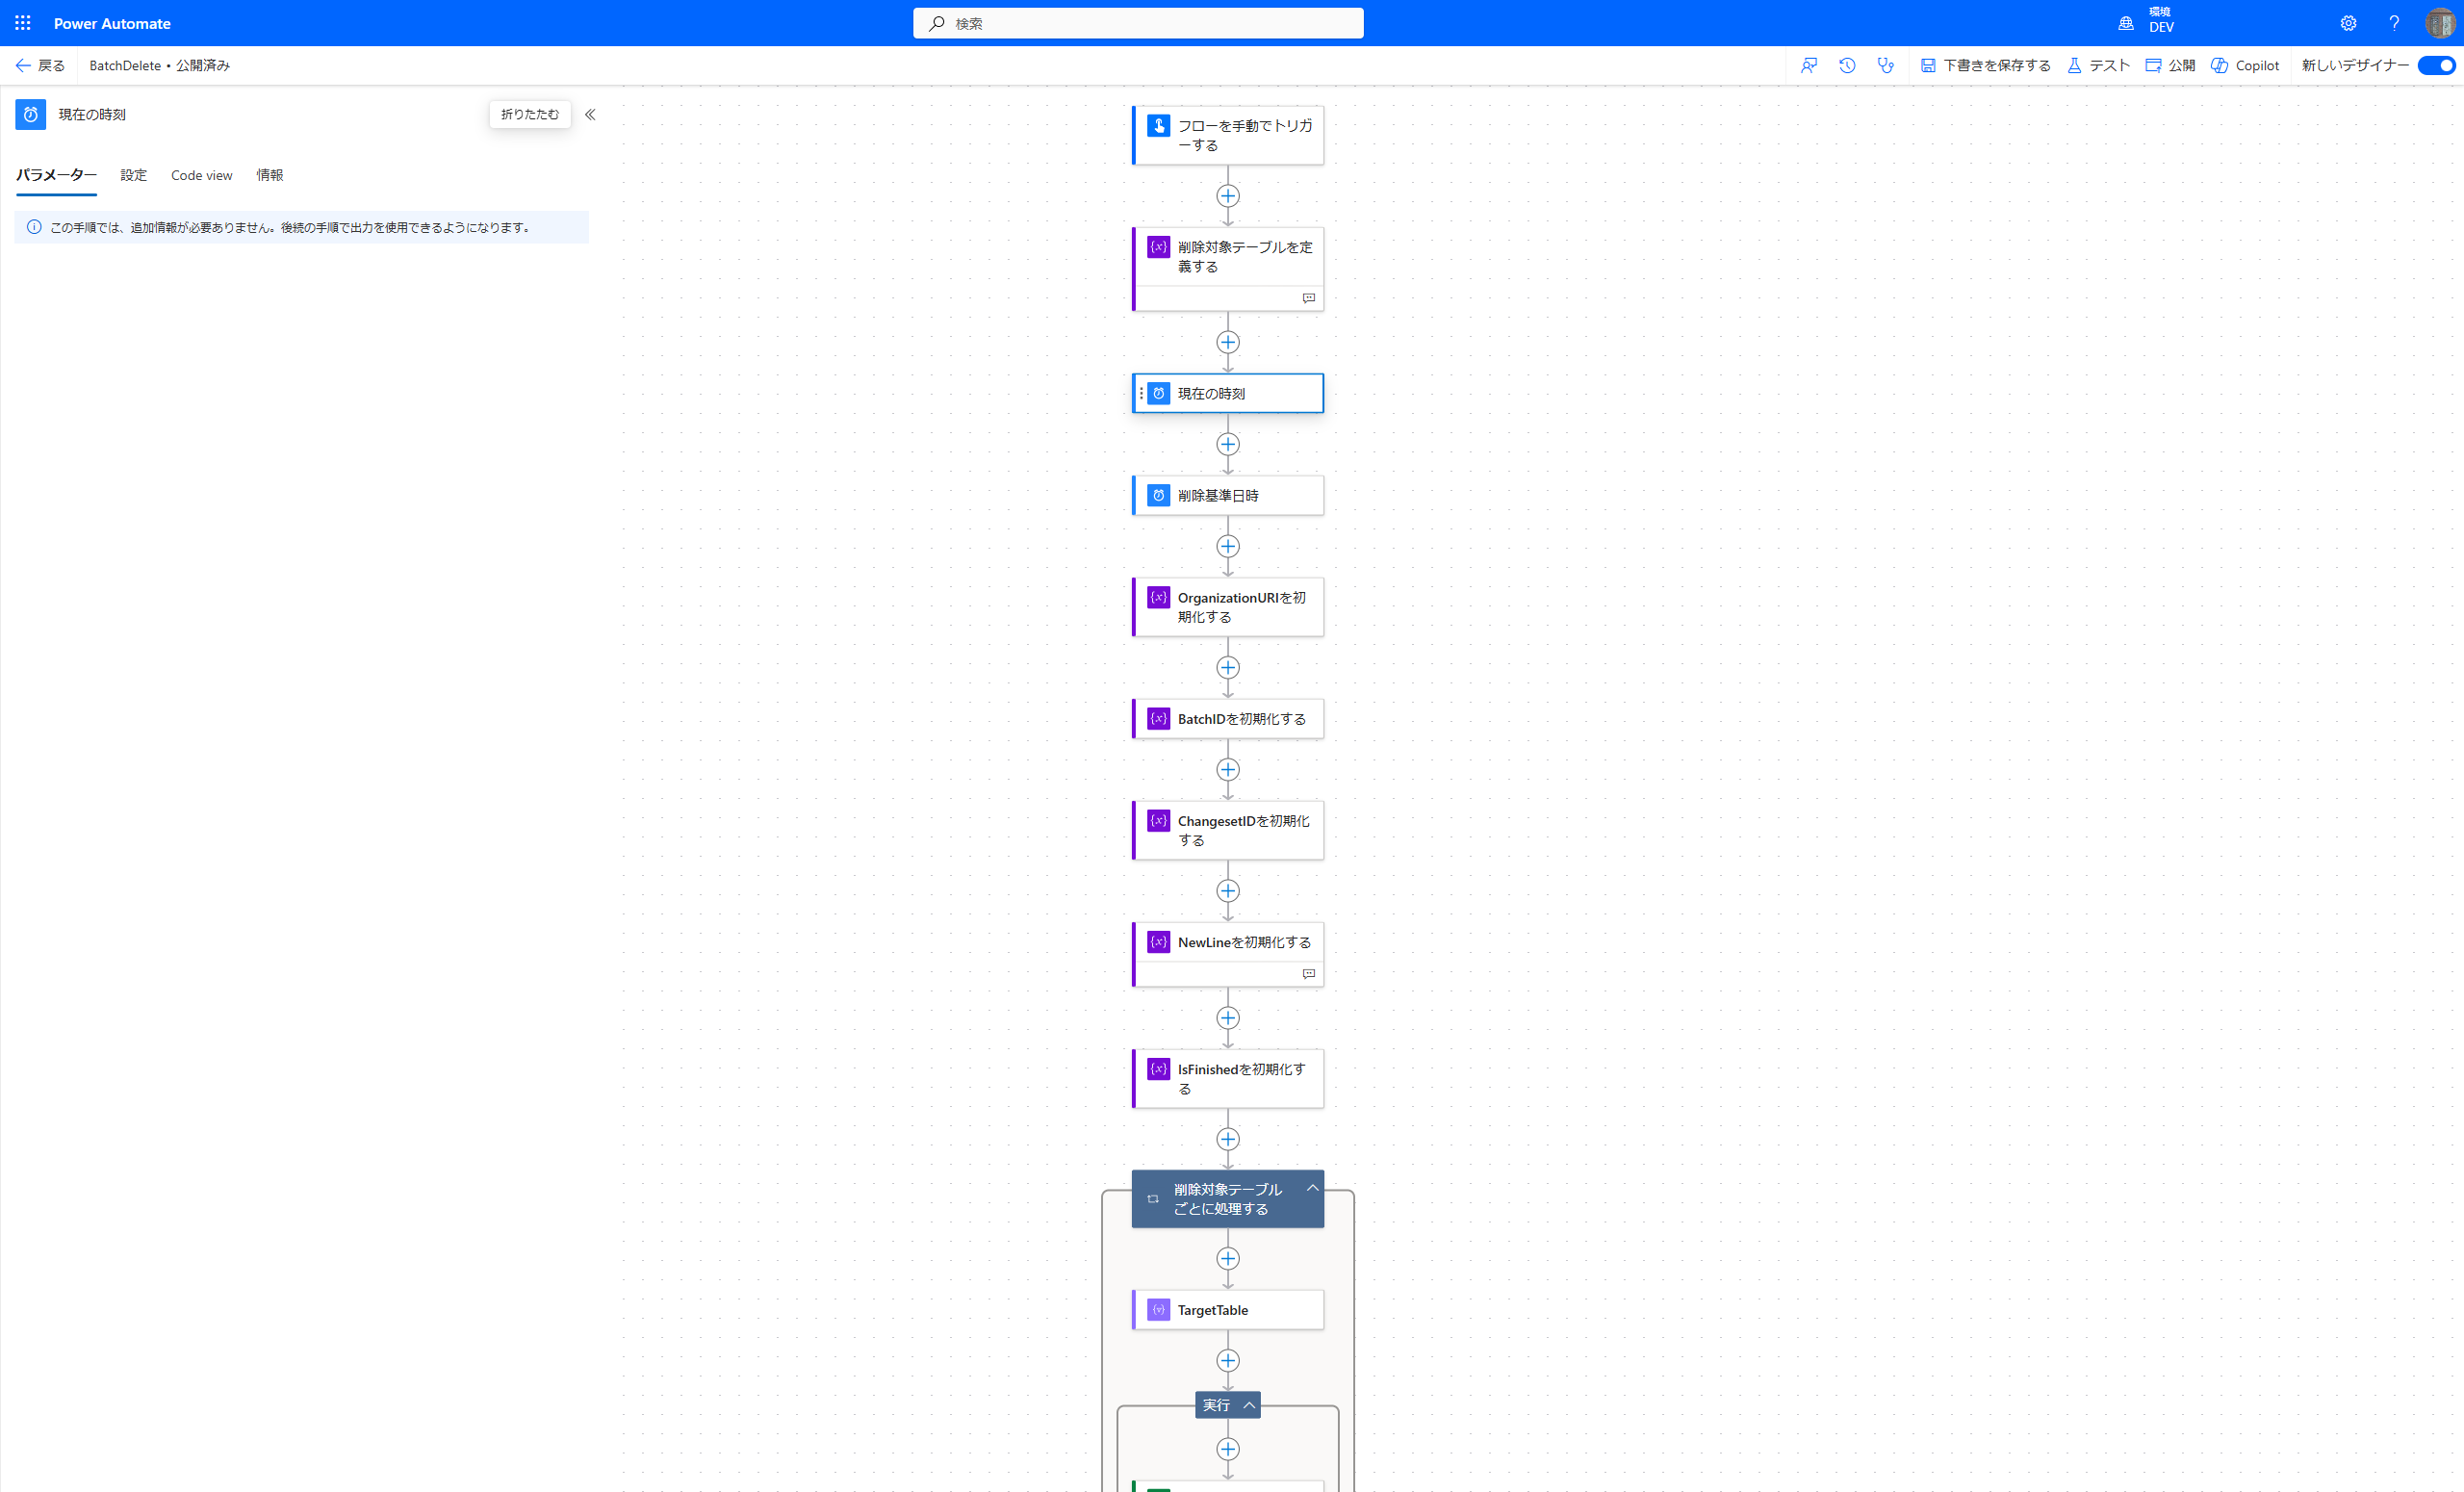 Power Automate
検索
環境
DEV
戻る
BatchDelete • 公開済み
下書きを保存する
テスト
公開
Copilot
新しいデザイナー
現在の時刻
折りたたむ
パラメーター
設定
Code view
情報
この手順では、追加情報が必要ありません。後続の手順で出力を使用できるようになります。
フローを手動でトリガ
ーする
削除対象テーブルを定
義する
現在の時刻
削除基準日時
OrganizationURIを初
期化する
BatchIDを初期化する
ChangesetIDを初期化
する
NewLineを初期化する
IsFinishedを初期化す
る
削除対象テーブル
ごとに処理する
TargetTable
実行